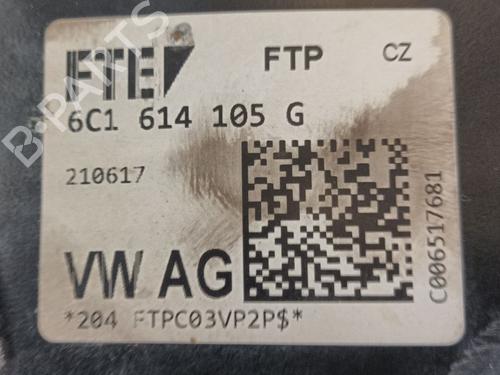 FTE
FTP
CZ
6C1 614 105 G
210617
VW AG
C006517681
*204 FTPC03VP2P$*
B-PARTS